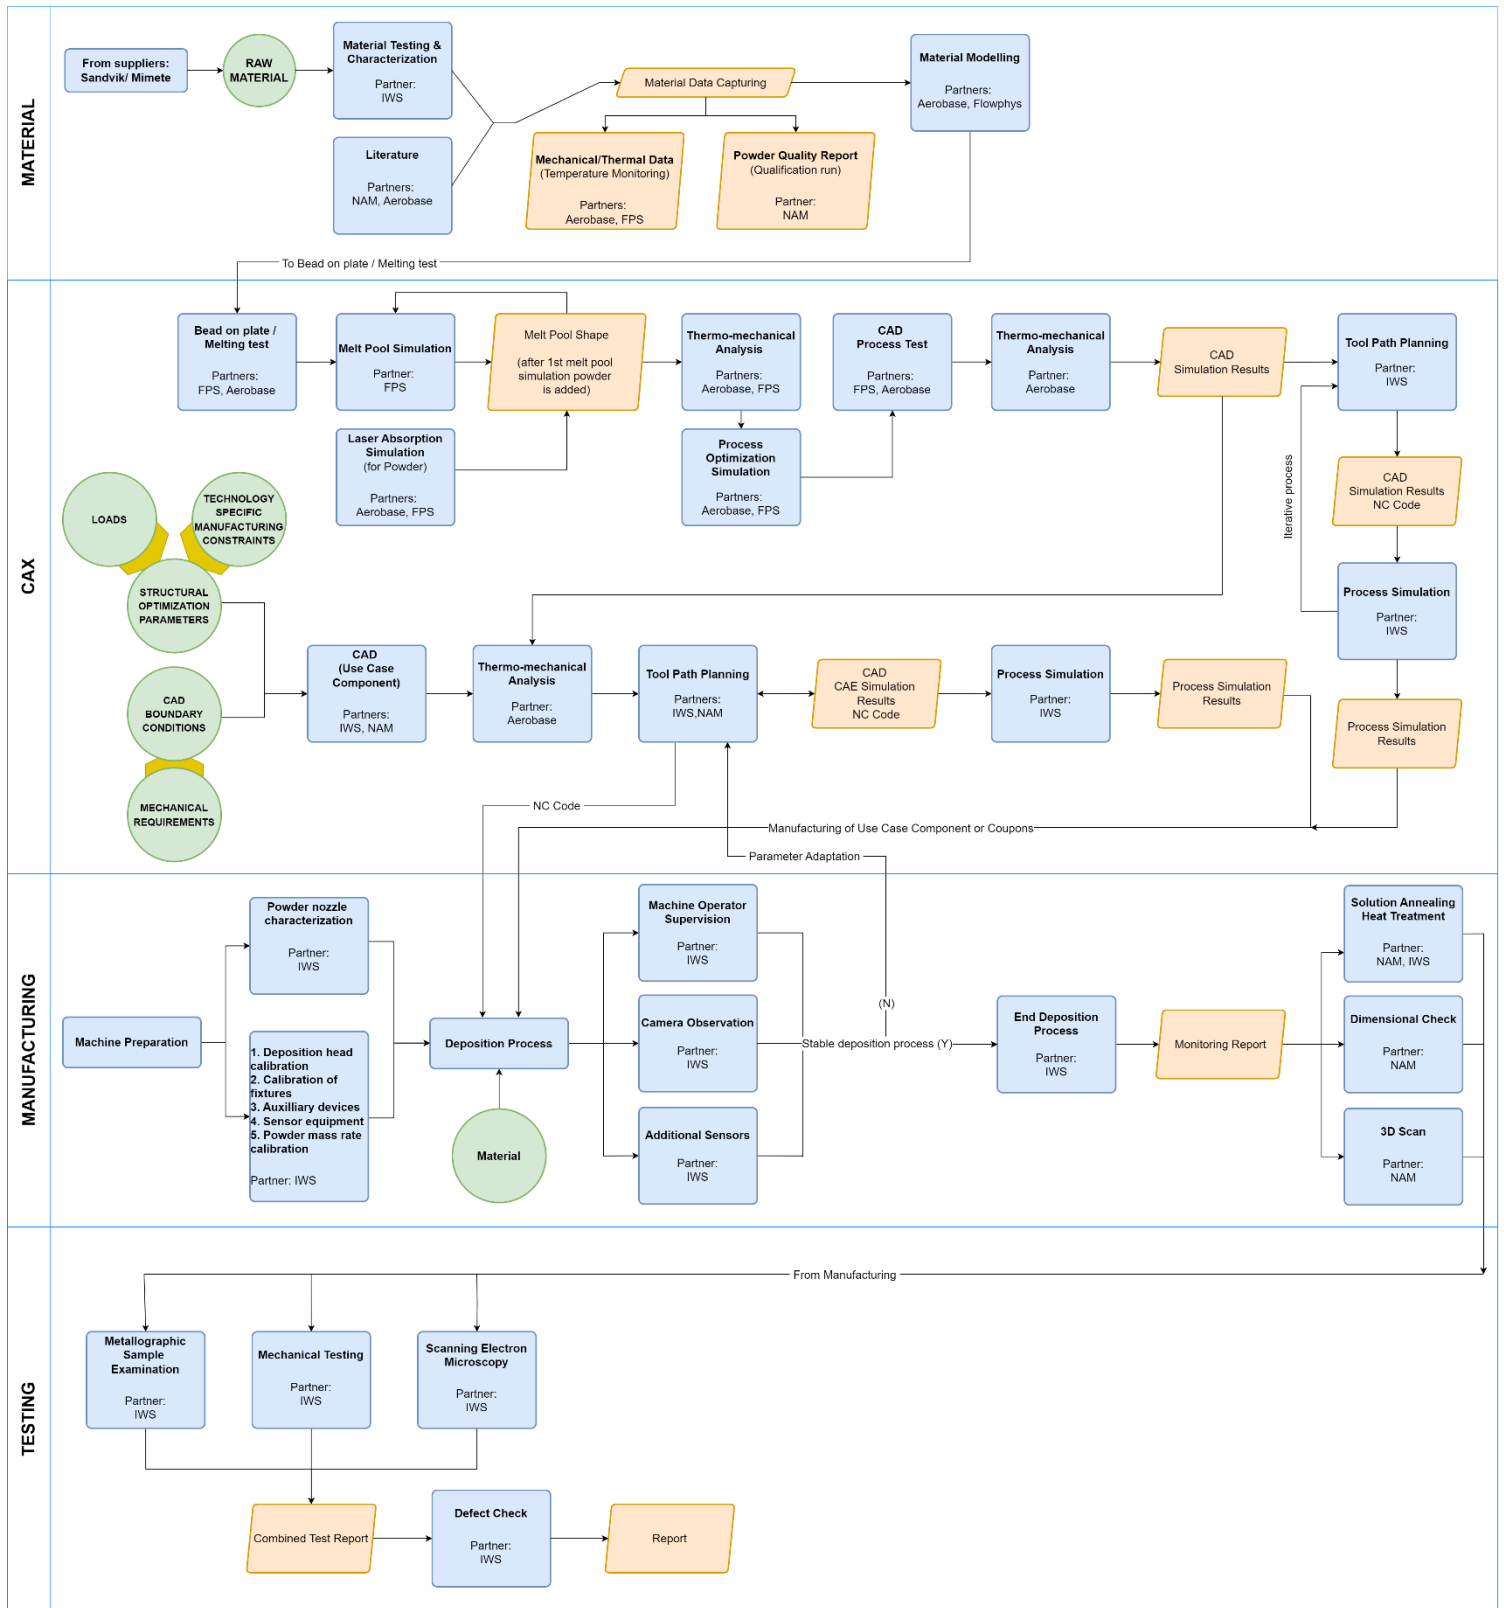 MATERIAL
From suppliers:
Sandvik/ Mimete
RAW
MATERIAL
Material Testing &
Characterization
Partner:
IWS
Literature
Partners:
NAM, Aerobase
Material Data Capturing
Mechanical/Thermal Data
(Temperature Monitoring)
Partners:
Aerobase, FPS
Powder Quality Report
(Qualification run)
Partner:
NAM
Material Modelling
Partners:
Aerobase, Flowphys
To Bead on plate / Melting test
CAX
Bead on plate /
Melting test
Partners:
FPS, Aerobase
Melt Pool Simulation
Partner:
FPS
Melt Pool Shape
(after 1st melt pool
simulation powder
is added)
Laser Absorption
Simulation
(for Powder)
Partners:
Aerobase, FPS
Thermo-mechanical
Analysis
Partners:
Aerobase, FPS
Process
Optimization
Simulation
Partners:
Aerobase, FPS
CAD
Process Test
Partners:
FPS, Aerobase
Thermo-mechanical
Analysis
Partner:
Aerobase
CAD
Simulation Results
Tool Path Planning
Partner:
IWS
Iterative process
CAD
Simulation Results
NC Code
Process Simulation
Partner:
IWS
Process Simulation
Results
LOADS
TECHNOLOGY
SPECIFIC
MANUFACTURING
CONSTRAINTS
STRUCTURAL
OPTIMIZATION
PARAMETERS
CAD
BOUNDARY
CONDITIONS
MECHANICAL
REQUIREMENTS
CAD
(Use Case
Component)
Partners:
IWS, NAM
Thermo-mechanical
Analysis
Partner:
Aerobase
Tool Path Planning
Partners:
IWS,NAM
CAD
CAE Simulation
Results
NC Code
Process Simulation
Partner:
IWS
Process Simulation
Results
NC Code
Manufacturing of Use Case Component or Coupons
Parameter Adaptation
MANUFACTURING
Machine Preparation
Powder nozzle
characterization
Partner:
IWS
1. Deposition head
calibration
2. Calibration of
fixtures
3. Auxilliary devices
4. Sensor equipment
5. Powder mass rate
calibration
Partner: IWS
Deposition Process
Material
Machine Operator
Supervision
Partner:
IWS
Camera Observation
Partner:
IWS
Additional Sensors
Partner:
IWS
(N)
Stable deposition process (Y)
End Deposition
Process
Partner:
IWS
Monitoring Report
Solution Annealing
Heat Treatment
Partner:
NAM, IWS
Dimensional Check
Partner:
NAM
3D Scan
Partner:
NAM
TESTING
From Manufacturing
Metallographic
Sample
Examination
Partner:
IWS
Mechanical Testing
Partner:
IWS
Scanning Electron
Microscopy
Partner:
IWS
Combined Test Report
Defect Check
Partner:
IWS
Report